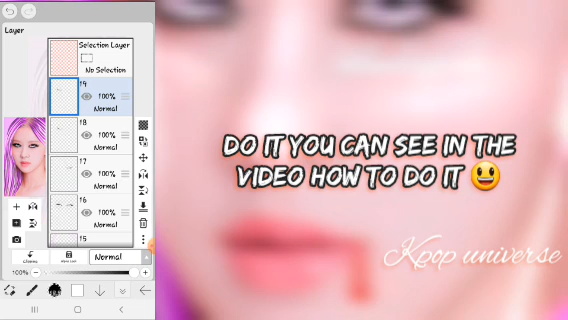 Layer
Selection Layer
No Selection
19
100%
Normal
18
100%
Normal
17
100%
Normal
16
100%
Normal
15
Normal
100%
DO IT YOU CAN SEE IN THE
VIDEO HOW TO DO IT 😃
Kpop universe